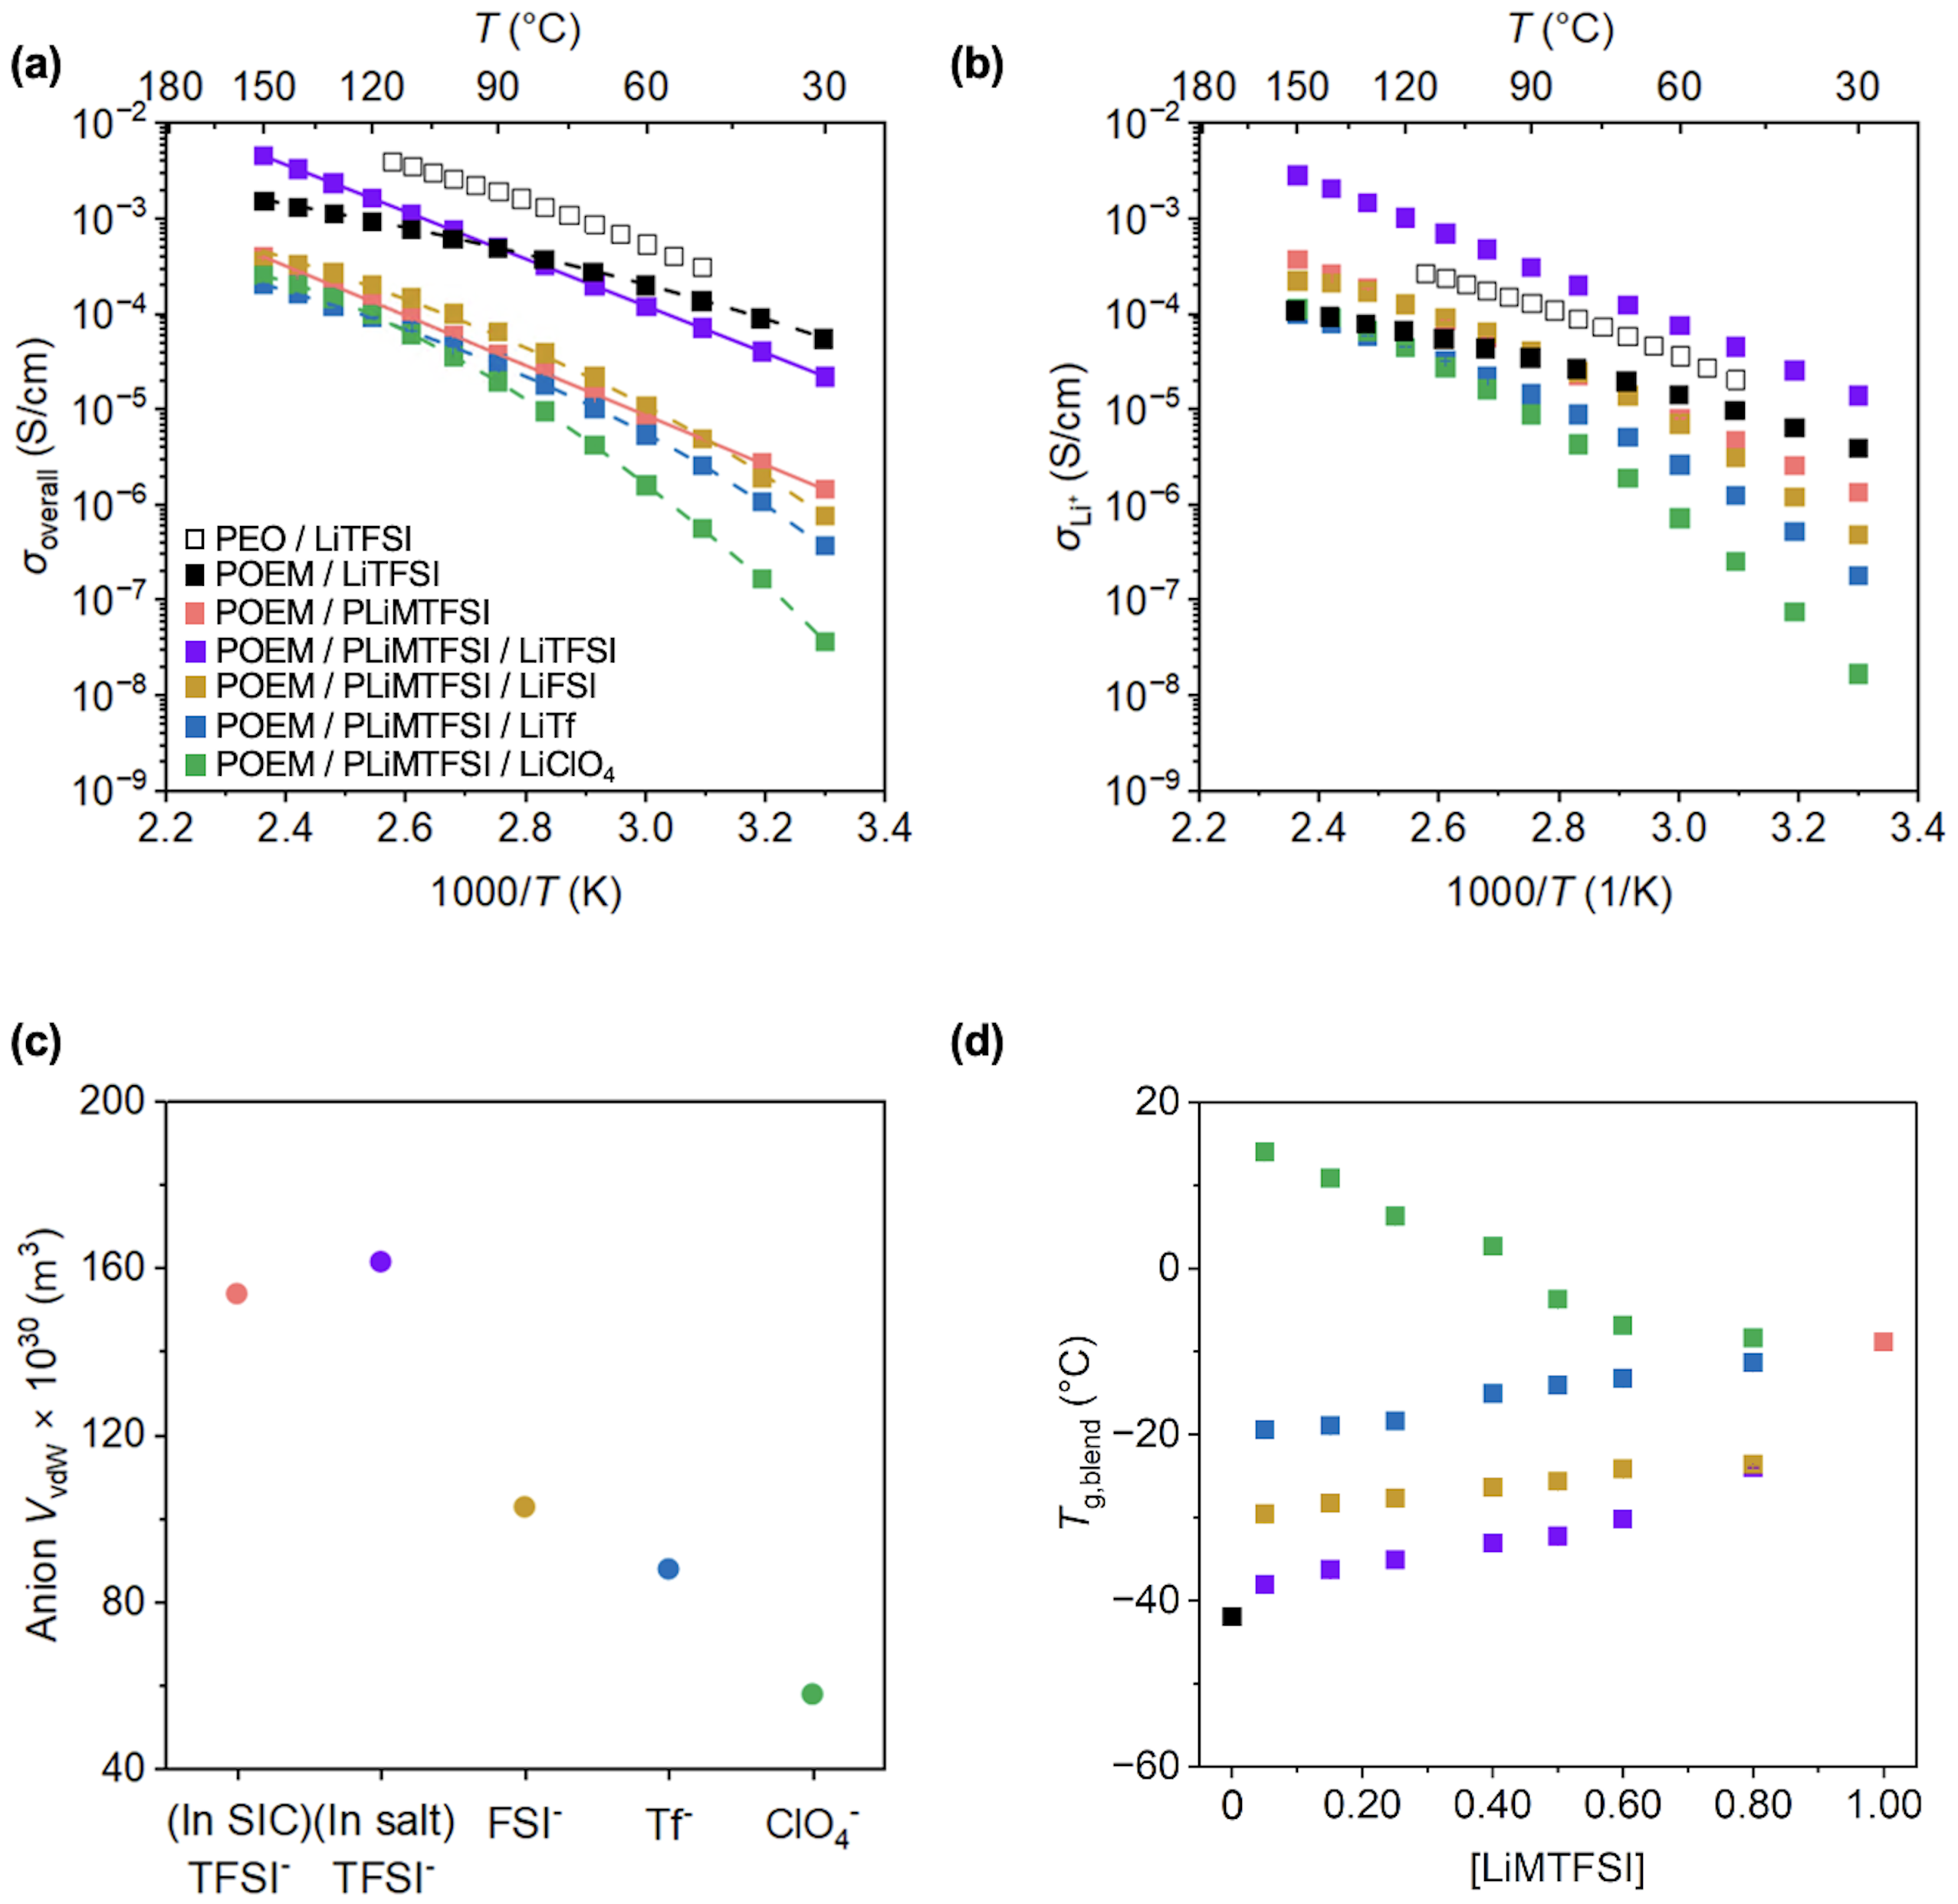 (a)
T (°C)
180 150 120 90 60 30
10⁻²
10⁻³
10⁻⁴
10⁻⁵
10⁻⁶
10⁻⁷
10⁻⁸
10⁻⁹
σoverall (S/cm)
PEO / LiTFSI
POEM / LiTFSI
POEM / PLiMTFSI
POEM / PLiMTFSI / LiTFSI
POEM / PLiMTFSI / LiFSI
POEM / PLiMTFSI / LiTf
POEM / PLiMTFSI / LiClO₄
2.2 2.4 2.6 2.8 3.0 3.2 3.4
1000/T (K)
(b)
T (°C)
180 150 120 90 60 30
10⁻²
10⁻³
10⁻⁴
10⁻⁵
10⁻⁶
10⁻⁷
10⁻⁸
10⁻⁹
σLi⁺ (S/cm)
2.2 2.4 2.6 2.8 3.0 3.2 3.4
1000/T (1/K)
(c)
200
160
120
80
40
Anion VvdW × 10³⁰ (m³)
(In SIC) (In salt) FSI⁻ Tf⁻ ClO₄⁻
TFSI⁻ TFSI⁻
(d)
20
0
−20
−40
−60
Tg,blend (°C)
0 0.20 0.40 0.60 0.80 1.00
[LiMTFSI]